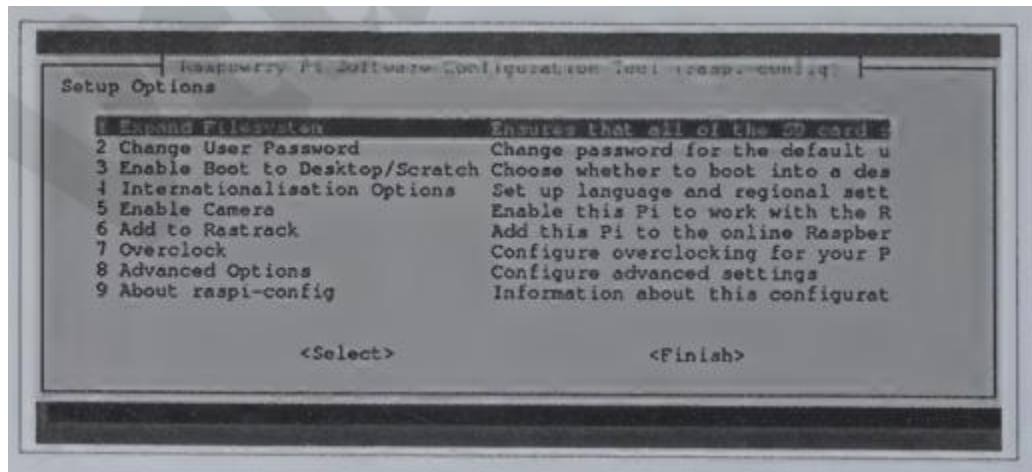 Raspberry Pi Software Configuration Tool (raspi-config)
Setup Options
1 Expand Filesystem Ensures that all of the SD card s
2 Change User Password Change password for the default u
3 Enable Boot to Desktop/Scratch Choose whether to boot into a des
4 Internationalisation Options Set up language and regional sett
5 Enable Camera Enable this Pi to work with the R
6 Add to Rastrack Add this Pi to the online Raspber
7 Overclock Configure overclocking for your P
8 Advanced Options Configure advanced settings
9 About raspi-config Information about this configurat
<Select> <Finish>